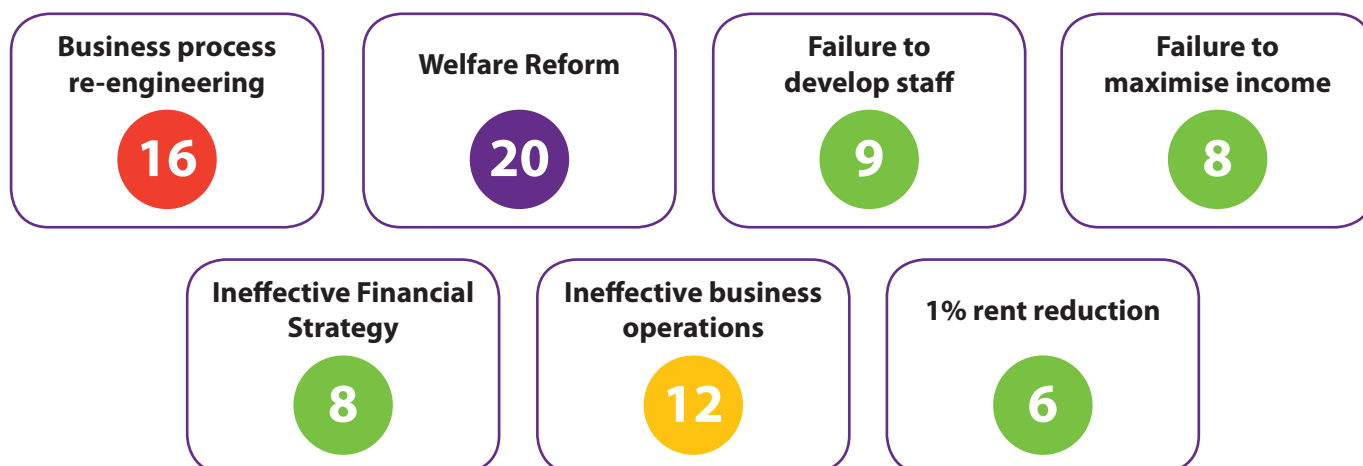 Business process
re-engineering
16
Welfare Reform
20
Failure to
develop staff
9
Failure to
maximise income
8
Ineffective Financial
Strategy
8
Ineffective business
operations
12
1% rent reduction
6